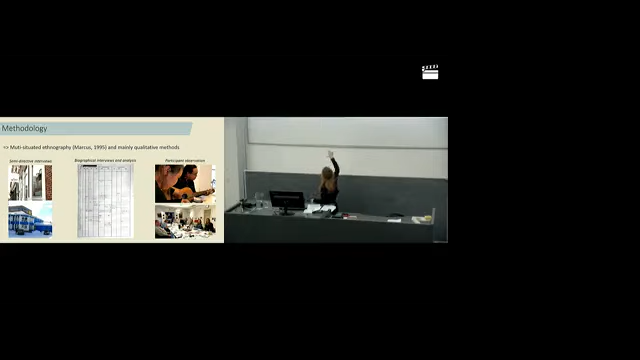 Methodology
=> Muti-situated ethnography (Marcus, 1995) and mainly qualitative methods
Semi-directive interviews
Biographical interviews and analysis
Participant observation